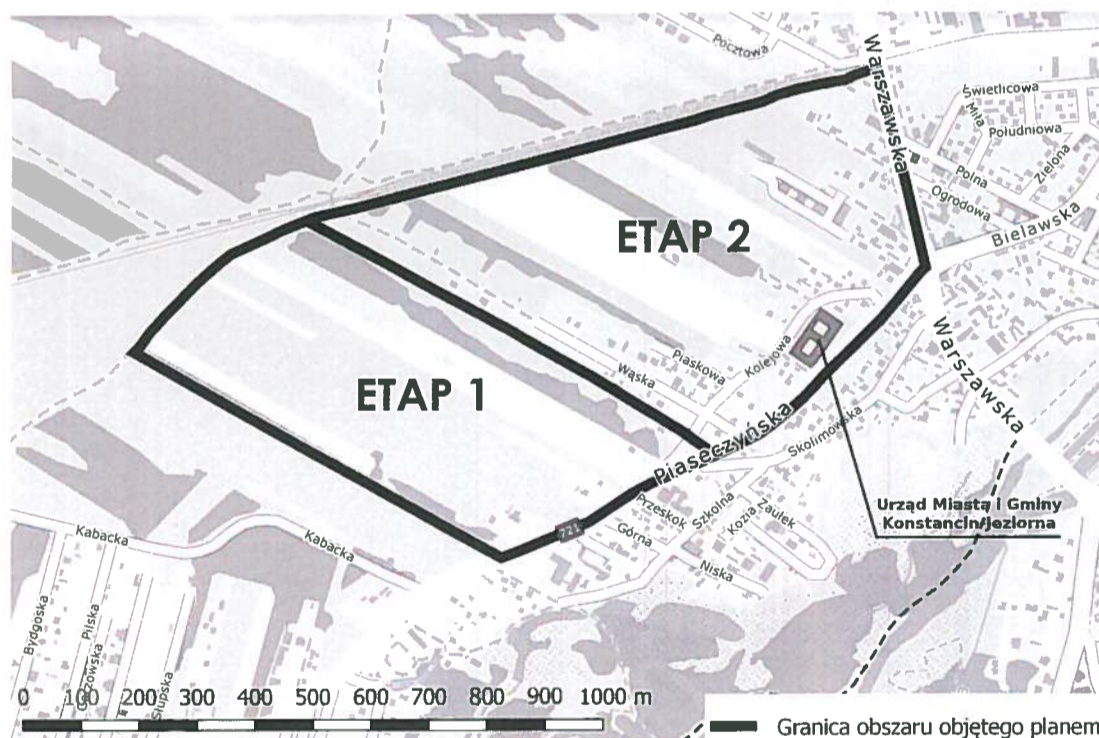 Pocztowa
Warszawska
Świetlicowa
Miła
Południowa
Zielona
Polna
Ogrodowa
Bielawska
ETAP 2
ETAP 1
Piaskowa
Kolejowa
Wąska
Warszawska
Piaseczyńska
Skolimowska
721
Przeskok
Szkolna
Kozia
Zaułek
Górna
Niska
Urząd Miasta i Gminy
Konstancin/Jeziorna
Kabacka
Kabacka
Bydgoska
Pilska
Słupska
0 100 200 300 400 500 600 700 800 900 1000 m
Granica obszaru objętego planem